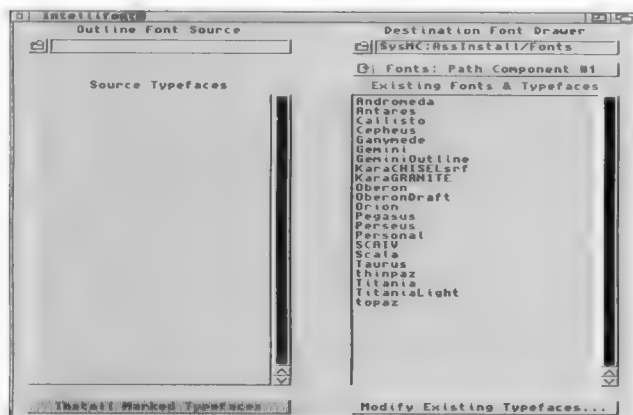 Intellifont
Outline Font Source
Destination Font Drawer
SysMC:AssInstall/Fonts
Fonts: Path Component #1
Source Typefaces
Existing Fonts & Typefaces
Andromeda
Antares
Callisto
Cepheus
Ganymede
Gemini
GeminiOutline
KaraCHISELsrf
KaraGRANITE
Oberon
OberonDraft
Orion
Pegasus
Perseus
Personal
SCAIV
Scala
Taurus
thinpaz
Titania
TitaniaLight
topaz
Install Marked Typefaces
Modify Existing Typefaces...